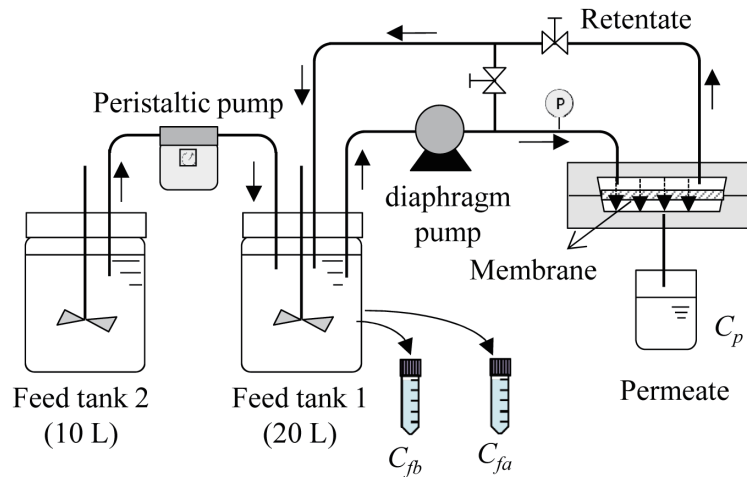 Retentate
Peristaltic pump
P
diaphragm
pump
Membrane
C_p
Feed tank 2
(10 L)
Feed tank 1
(20 L)
Permeate
C_fb
C_fa